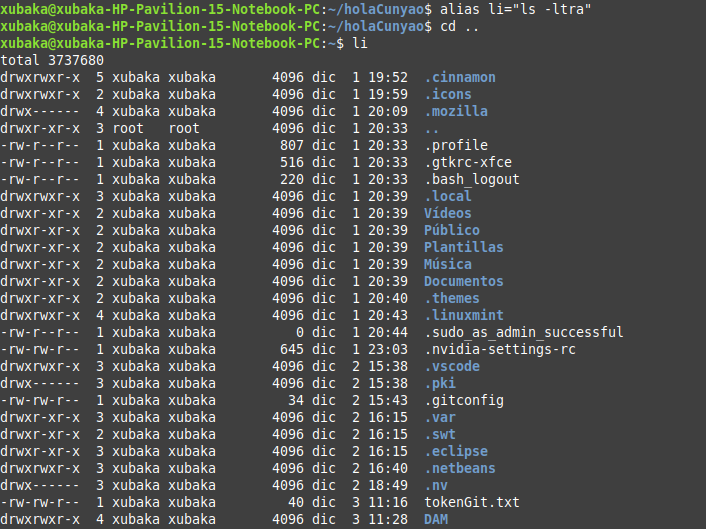 xubaka@xubaka-HP-Pavilion-15-Notebook-PC:~/holaCunyao$ alias li="ls -ltra"
xubaka@xubaka-HP-Pavilion-15-Notebook-PC:~/holaCunyao$ cd ..
xubaka@xubaka-HP-Pavilion-15-Notebook-PC:~$ li
total 3737680
drwxrwxr-x  5 xubaka xubaka       4096 dic  1 19:52 .cinnamon
drwxrwxr-x  2 xubaka xubaka       4096 dic  1 19:59 .icons
drwx------  4 xubaka xubaka       4096 dic  1 20:09 .mozilla
drwxr-xr-x  3 root   root         4096 dic  1 20:33 ..
-rw-r--r--  1 xubaka xubaka        807 dic  1 20:33 .profile
-rw-r--r--  1 xubaka xubaka        516 dic  1 20:33 .gtkrc-xfce
-rw-r--r--  1 xubaka xubaka        220 dic  1 20:33 .bash_logout
drwxrwxr-x  3 xubaka xubaka       4096 dic  1 20:39 .local
drwxr-xr-x  2 xubaka xubaka       4096 dic  1 20:39 Vídeos
drwxr-xr-x  2 xubaka xubaka       4096 dic  1 20:39 Público
drwxr-xr-x  2 xubaka xubaka       4096 dic  1 20:39 Plantillas
drwxr-xr-x  2 xubaka xubaka       4096 dic  1 20:39 Música
drwxr-xr-x  2 xubaka xubaka       4096 dic  1 20:39 Documentos
drwxr-xr-x  2 xubaka xubaka       4096 dic  1 20:40 .themes
drwxrwxr-x  4 xubaka xubaka       4096 dic  1 20:43 .linuxmint
-rw-r--r--  1 xubaka xubaka          0 dic  1 20:44 .sudo_as_admin_successful
-rw-rw-r--  1 xubaka xubaka        645 dic  1 23:03 .nvidia-settings-rc
drwxrwxr-x  3 xubaka xubaka       4096 dic  2 15:38 .vscode
drwx------  3 xubaka xubaka       4096 dic  2 15:38 .pki
-rw-rw-r--  1 xubaka xubaka         34 dic  2 15:43 .gitconfig
drwxr-xr-x  3 xubaka xubaka       4096 dic  2 16:15 .var
drwxr-xr-x  2 xubaka xubaka       4096 dic  2 16:15 .swt
drwxr-xr-x  3 xubaka xubaka       4096 dic  2 16:15 .eclipse
drwxrwxr-x  3 xubaka xubaka       4096 dic  2 16:40 .netbeans
drwx------  3 xubaka xubaka       4096 dic  2 18:49 .nv
-rw-rw-r--  1 xubaka xubaka         40 dic  3 11:16 tokenGit.txt
drwxrwxr-x  4 xubaka xubaka       4096 dic  3 11:28 DAM